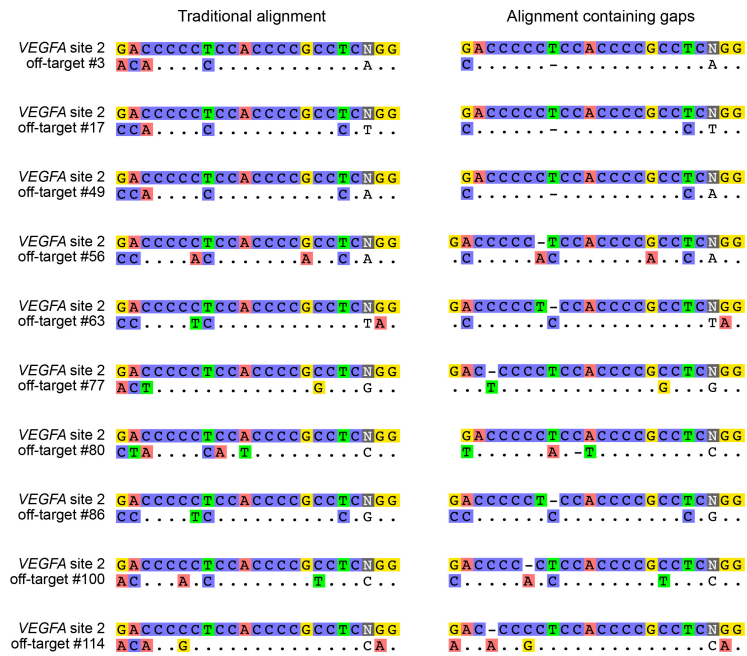 Traditional alignment Alignment containing gaps
VEGFA site 2 GACCCCCTCCACCCCGCCTCNGG GACCCCCTCCACCCCGCCTCNGG
off-target #3 ACA....C............A.. C......-............A..
VEGFA site 2 GACCCCCTCCACCCCGCCTCNGG GACCCCCTCCACCCCGCCTCNGG
off-target #17 CCA....C..........C.T.. C......-..........C.T..
VEGFA site 2 GACCCCCTCCACCCCGCCTCNGG GACCCCCTCCACCCCGCCTCNGG
off-target #49 CCA....C..........C.A.. C......-..........C.A..
VEGFA site 2 GACCCCCTCCACCCCGCCTCNGG GACCCCC-TCCACCCCGCCTCNGG
off-target #56 CC....AC.......A..C.A.. .C.....AC.......A..C.A..
VEGFA site 2 GACCCCCTCCACCCCGCCTCNGG GACCCCCT-CCACCCCGCCTCNGG
off-target #63 CC....TC............TA. .C......C............TA.
VEGFA site 2 GACCCCCTCCACCCCGCCTCNGG GAC-CCCCTCCACCCCGCCTCNGG
off-target #77 ACT.............G...G.. ...T.............G...G..
VEGFA site 2 GACCCCCTCCACCCCGCCTCNGG GACCCCCTCCACCCCGCCTCNGG
off-target #80 CTA....CA.T.........C.. T......A.-T.........C..
VEGFA site 2 GACCCCCTCCACCCCGCCTCNGG GACCCCCT-CCACCCCGCCTCNGG
off-target #86 CC....TC..........C.G.. CC......C..........C.G..
VEGFA site 2 GACCCCCTCCACCCCGCCTCNGG GACCCC-CTCCACCCCGCCTCNGG
off-target #100 AC...A.C........T...C.. C.....A.C........T...C..
VEGFA site 2 GACCCCCTCCACCCCGCCTCNGG GAC-CCCCTCCACCCCGCCTCNGG
off-target #114 ACA..G..............CA. A..A..G..............CA.